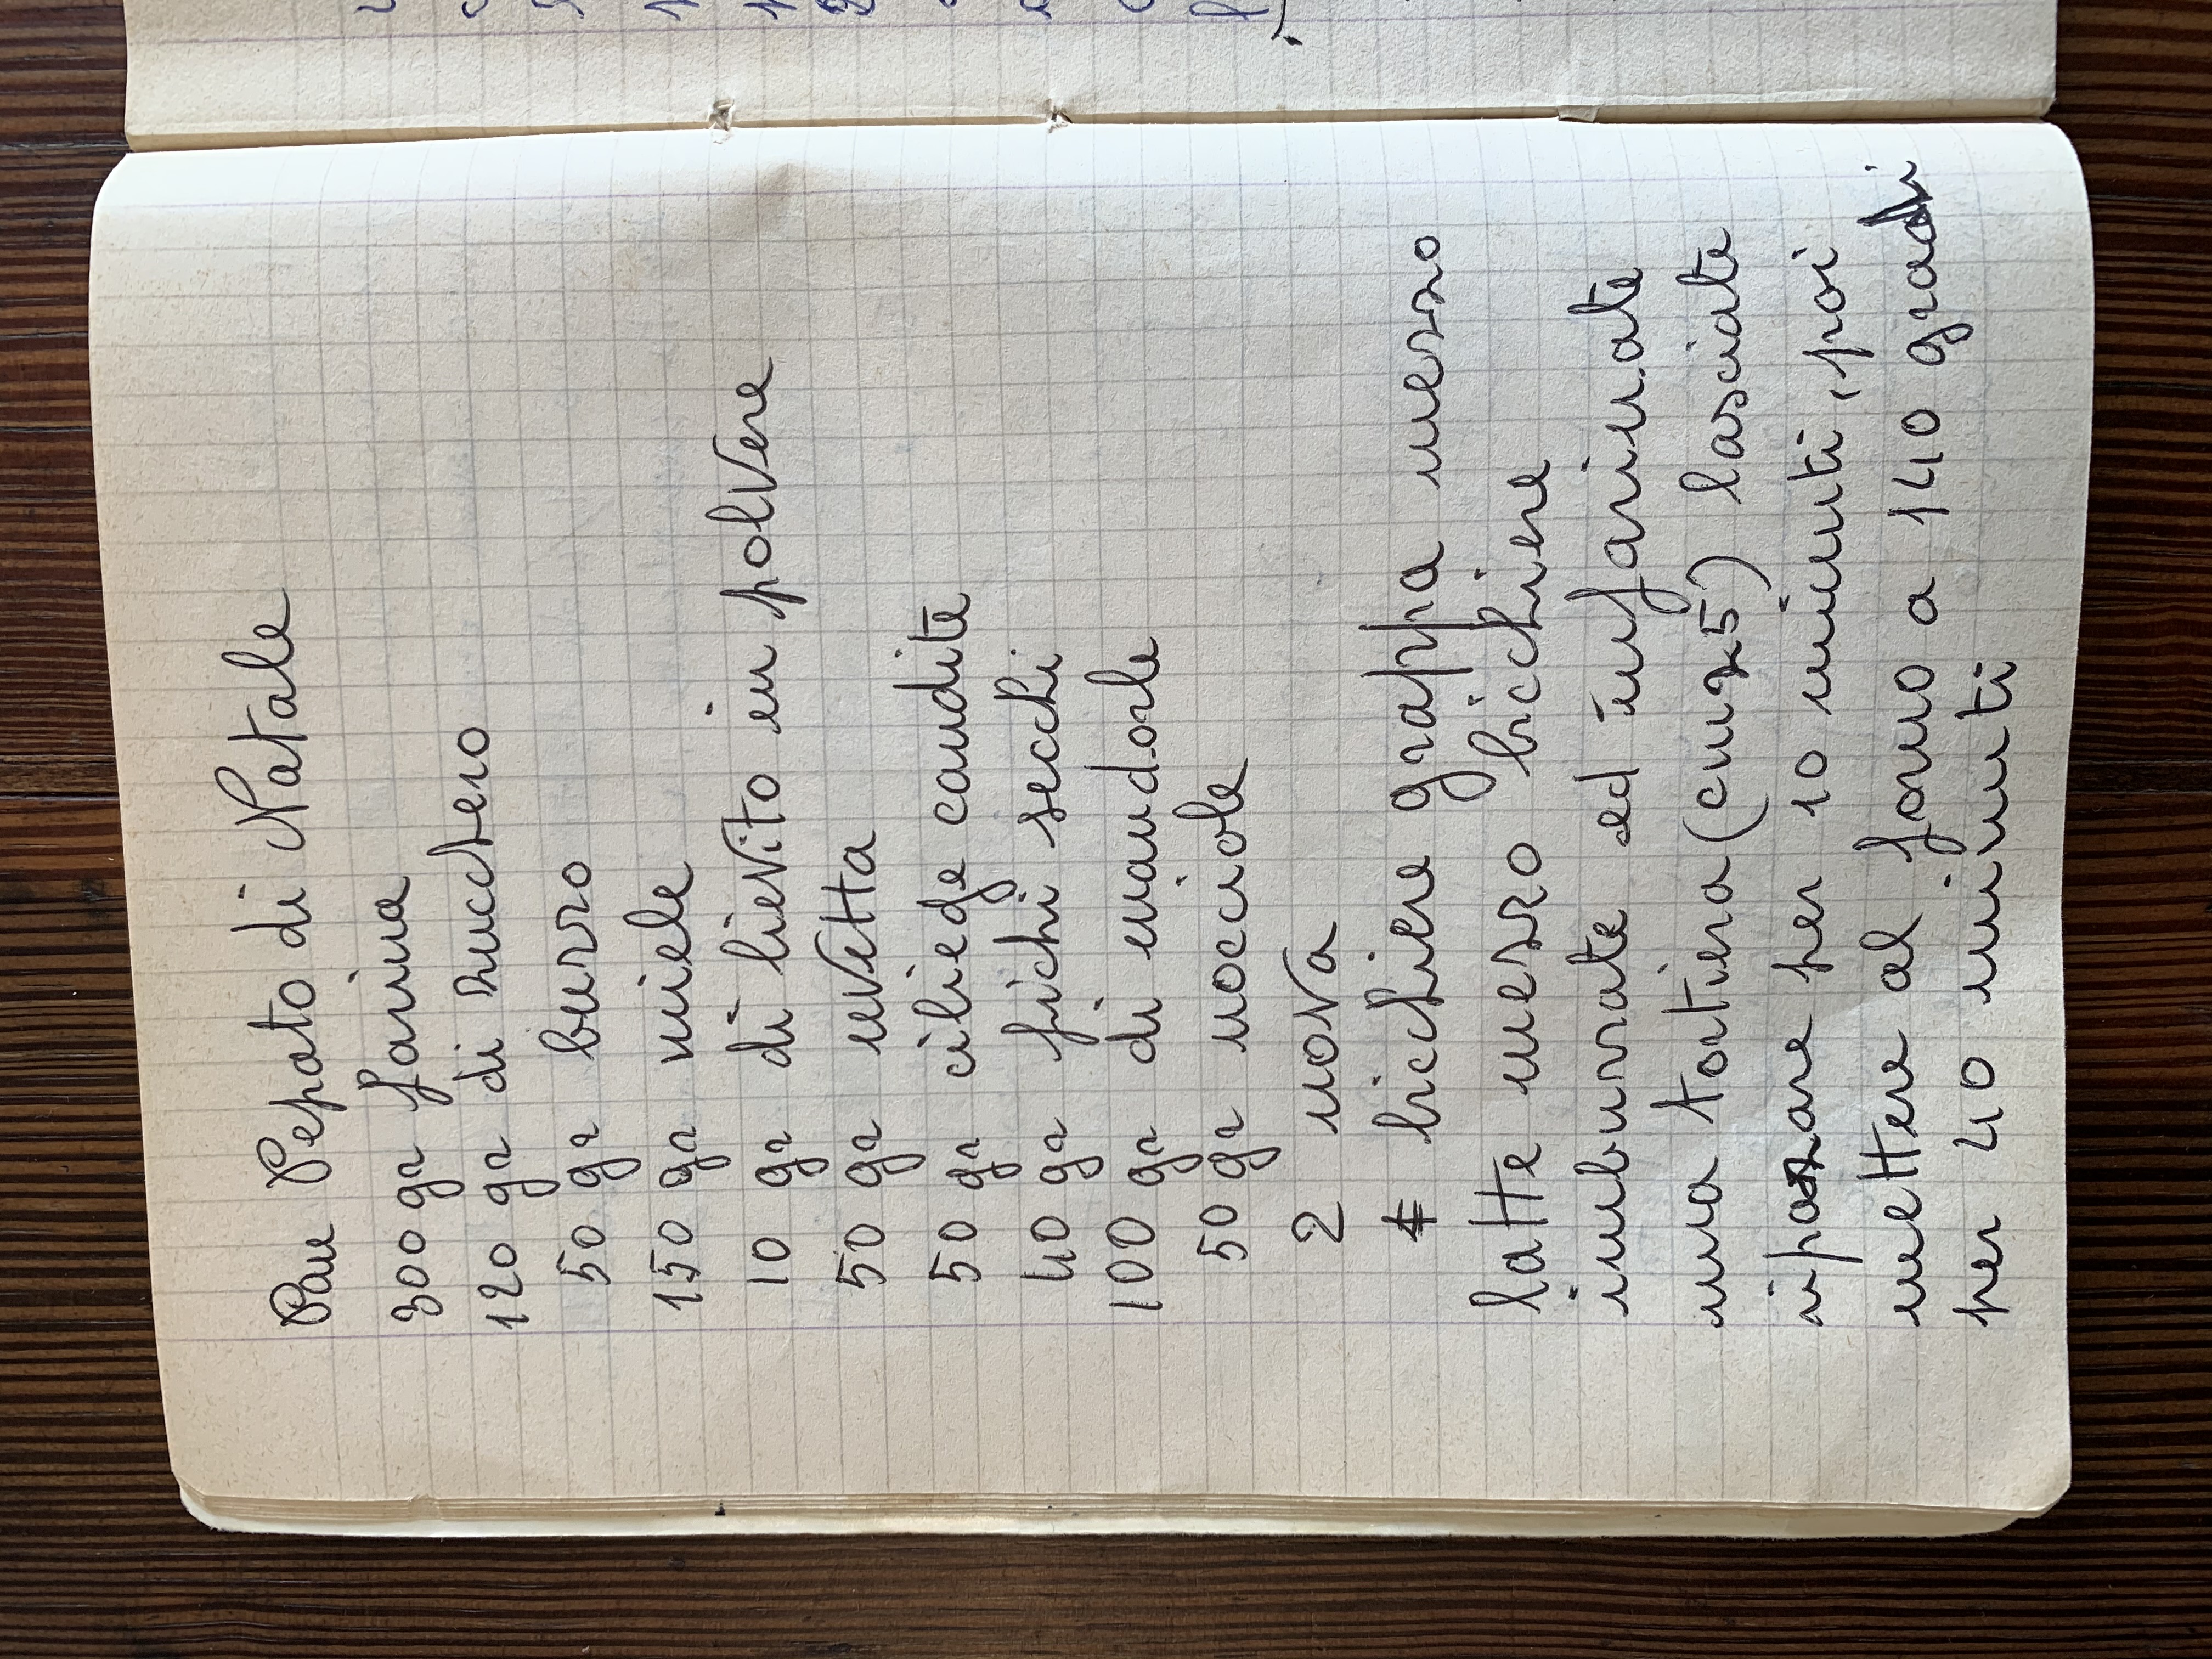 Pan Pepato di Natale
300 gr farina
120 gr di zucchero
50 gr burro
150 gr miele
10 gr di lievito in polvere
50 gr uvetta
50 gr ciliege candite
40 gr fichi secchi
100 gr di mandorle
50 gr nocciole
2 uova
bicchiere grappa mezzo
latte mezzo bicchiere
imburrate ed infarinate
una tortiera (cm 25) lasciate
riposare per 10 minuti, poi
mettere al forno a 140 gradi
per 40 minuti